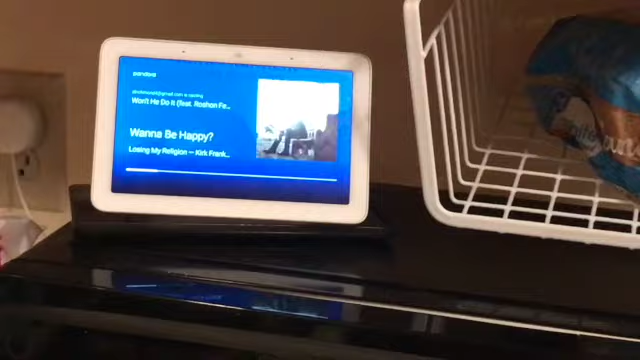 pandora
Won't He Do It (feat. Roshon Fe...
Wanna Be Happy?
Losing My Religion — Kirk Frank...